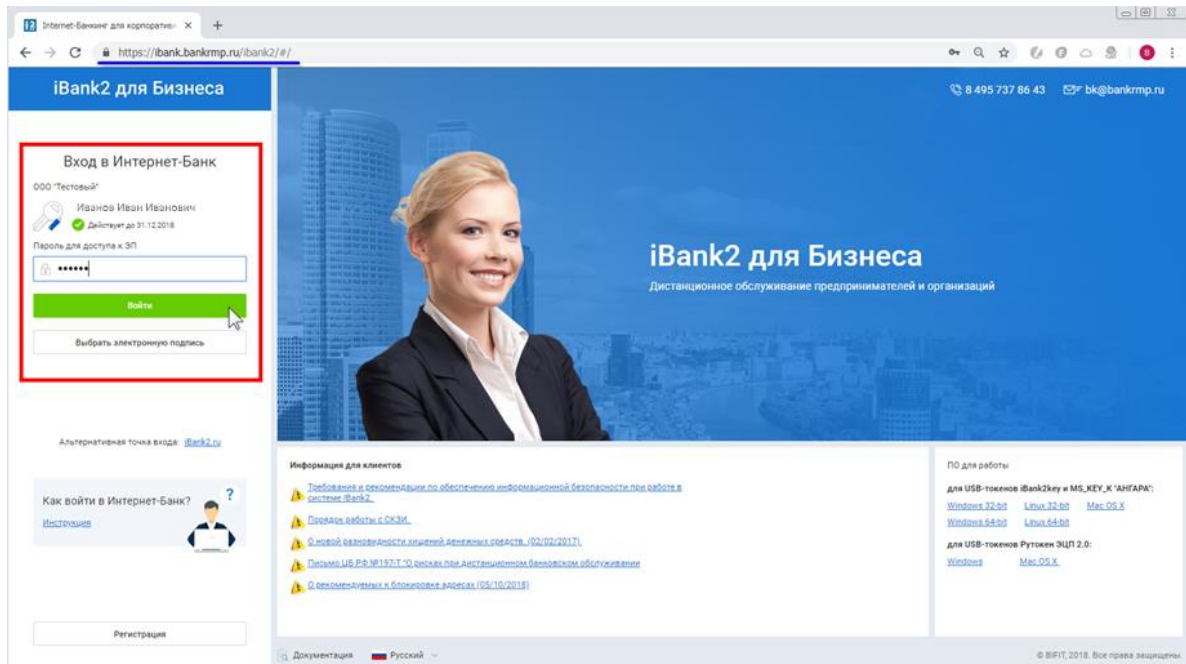 Internet-Банкинг для корпоратив
https://ibank.bankrmp.ru/ibank2/#/
В
iBank2 для Бизнеса
8 495 737 86 43
bk@bankrmp.ru
Вход в Интернет-Банк
ООО "Тестовый"
Иванов Иван Иванович
Действует до 31.12.2018
Пароль для доступа к ЭП
••••••
Войти
Выбрать электронную подпись
iBank2 для Бизнеса
Дистанционное обслуживание предпринимателей и организаций
Альтернативная точка входа: iBank2.ru
Как войти в Интернет-Банк?
Инструкция
?
Регистрация
Информация для клиентов
Требования и рекомендации по обеспечению информационной безопасности при работе в
системе iBank2.
Порядок работы с СКЗИ.
О новой разновидности хищений денежных средств. (02/02/2017)
Письмо ЦБ РФ №197-Т "О рисках при дистанционном банковском обслуживании
О рекомендуемых к блокировке адресах (05/10/2018)
ПО для работы
для USB-токенов iBank2key и MS_KEY_K "АНГАРА":
Windows 32-bit Linux 32-bit Mac OS X
Windows 64-bit Linux 64-bit
для USB-токенов Рутокен ЭЦП 2.0:
Windows Mac OS X
Документация
Русский
© BIFIT, 2018. Все права защищены.